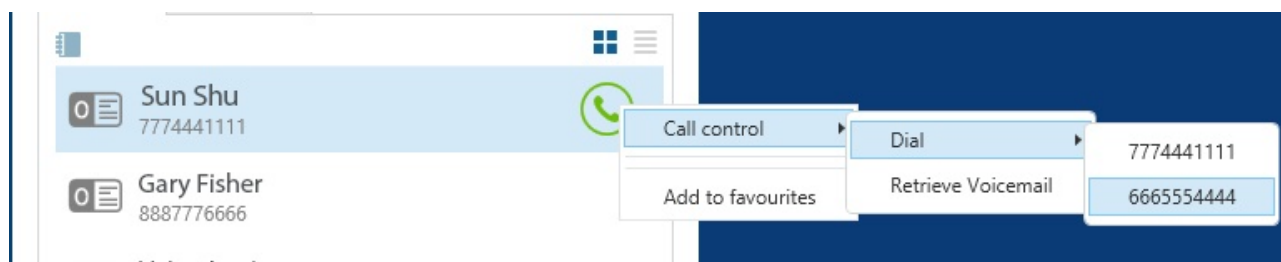 Sun Shu
7774441111
Call control
Dial
7774441111
Gary Fisher
8887776666
Add to favourites
Retrieve Voicemail
6665554444